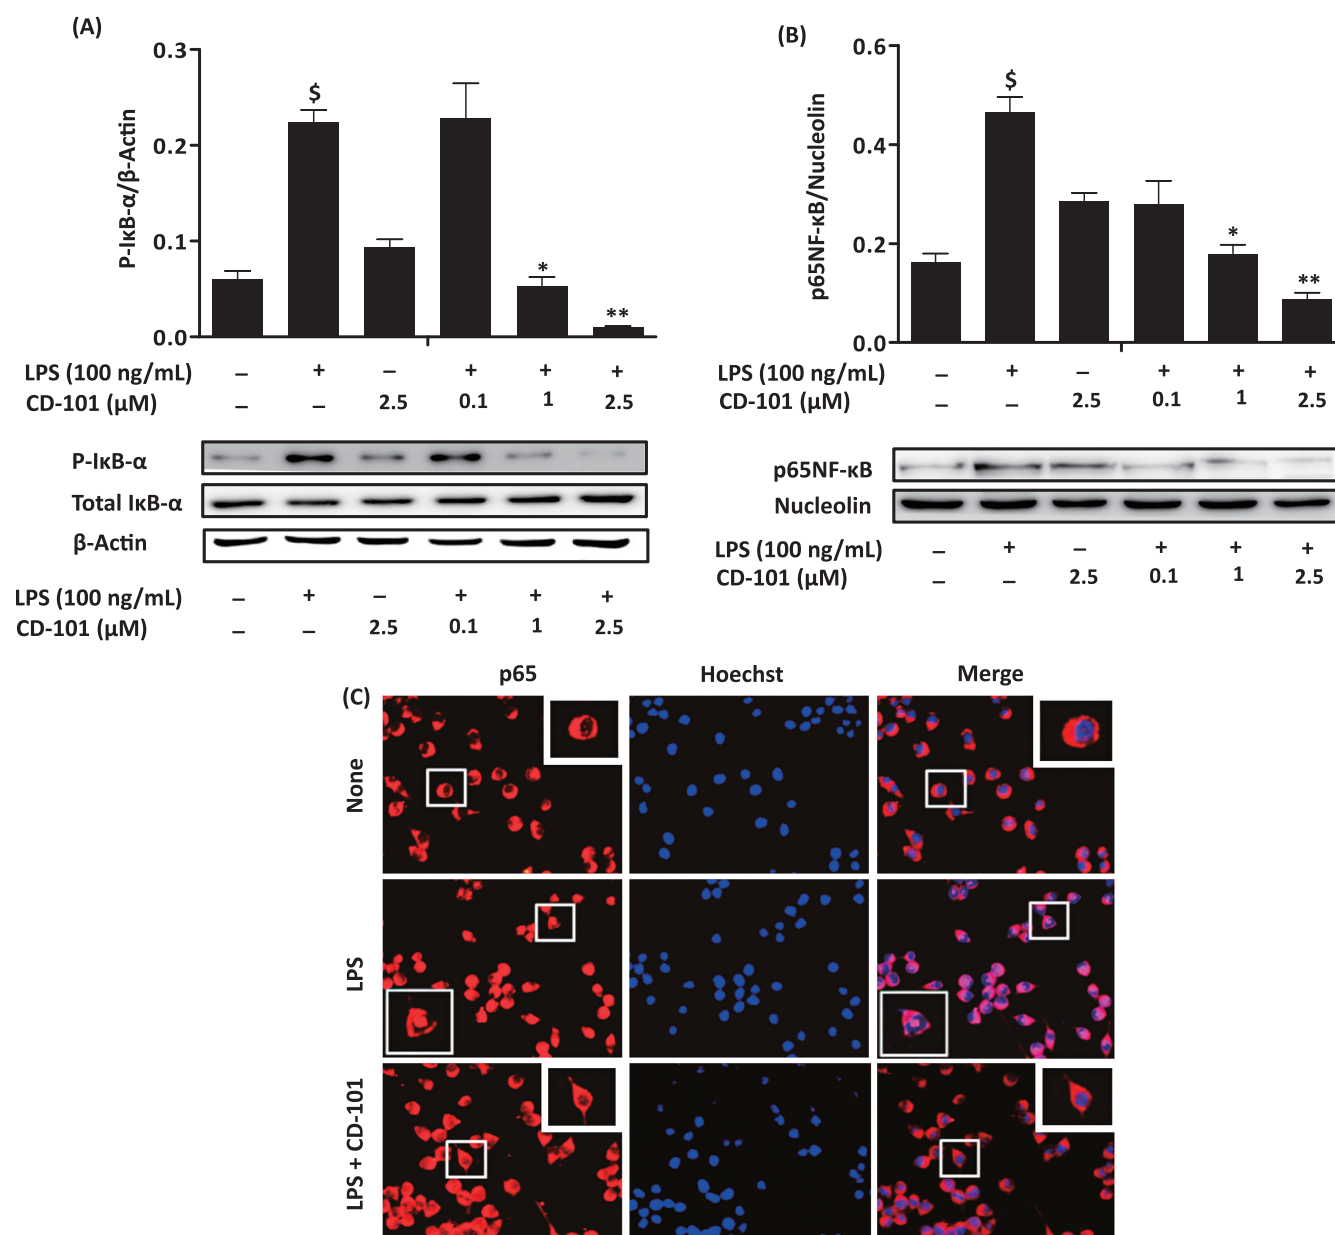 (A)
0.3
0.2
0.1
0.0
P-IκB-α/β-Actin
$
*
**
LPS (100 ng/mL) – + – + + +
CD-101 (µM) – – 2.5 0.1 1 2.5
P-IκB-α
Total IκB-α
β-Actin
LPS (100 ng/mL) – + – + + +
CD-101 (µM) – – 2.5 0.1 1 2.5
(B)
0.6
0.4
0.2
0.0
p65NF-κB/Nucleolin
$
*
**
LPS (100 ng/mL) – + – + + +
CD-101 (µM) – – 2.5 0.1 1 2.5
p65NF-κB
Nucleolin
LPS (100 ng/mL) – + – + + +
CD-101 (µM) – – 2.5 0.1 1 2.5
(C)
p65 Hoechst Merge
None
LPS
LPS + CD-101